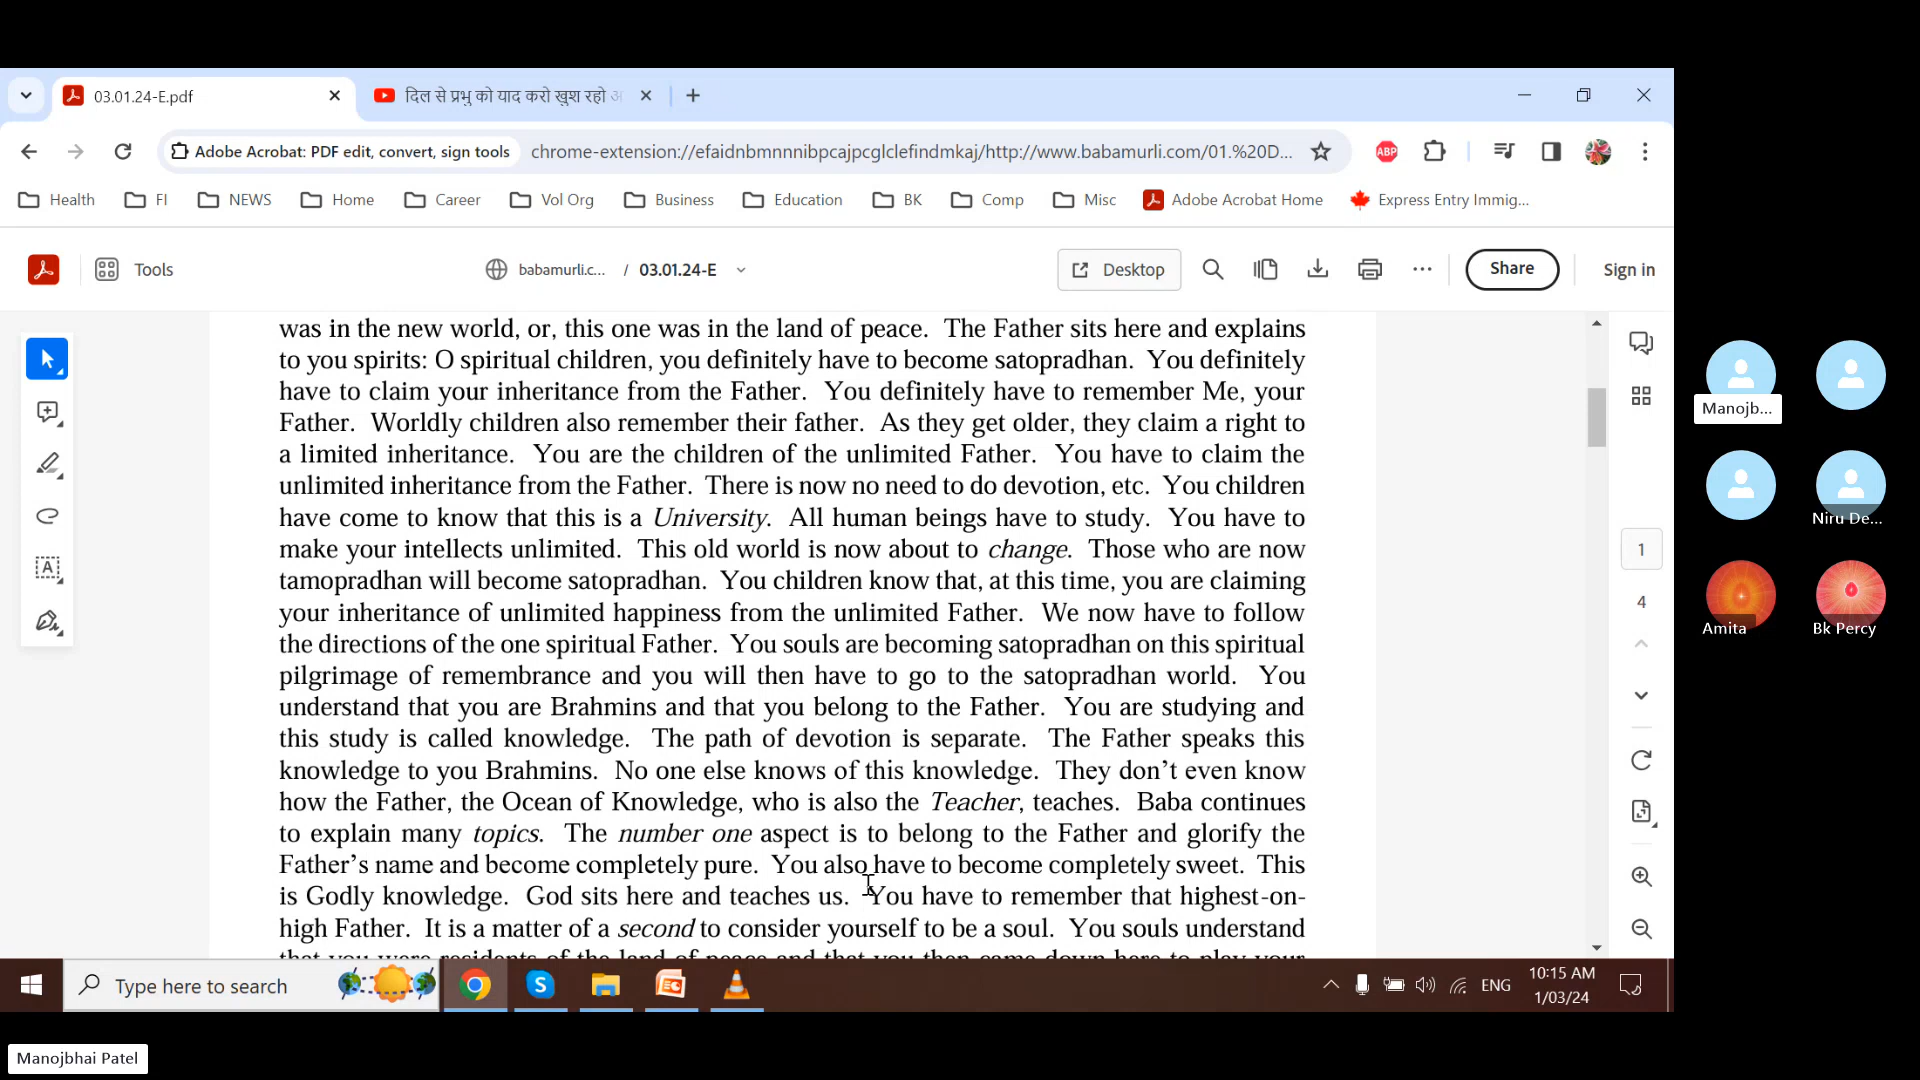 03.01.24-E.pdf
दिल से प्रभु को याद करो खुश रहो
Adobe Acrobat: PDF edit, convert, sign tools
chrome-extension://efaidnbmnnnibpcajpcglclefindmkaj/http://www.babamurli.com/01.%20D...
ABP
Health
FI
NEWS
Home
Career
Vol Org
Business
Education
BK
Comp
Misc
Adobe Acrobat Home
Express Entry Immig...
Tools
babamurli.c... / 03.01.24-E
Desktop
Share
Sign in
was in the new world, or, this one was in the land of peace. The Father sits here and explains
to you spirits: O spiritual children, you definitely have to become satopradhan. You definitely
have to claim your inheritance from the Father. You definitely have to remember Me, your
Father. Worldly children also remember their father. As they get older, they claim a right to
a limited inheritance. You are the children of the unlimited Father. You have to claim the
unlimited inheritance from the Father. There is now no need to do devotion, etc. You children
have come to know that this is a University. All human beings have to study. You have to
make your intellects unlimited. This old world is now about to change. Those who are now
tamopradhan will become satopradhan. You children know that, at this time, you are claiming
your inheritance of unlimited happiness from the unlimited Father. We now have to follow
the directions of the one spiritual Father. You souls are becoming satopradhan on this spiritual
pilgrimage of remembrance and you will then have to go to the satopradhan world. You
understand that you are Brahmins and that you belong to the Father. You are studying and
this study is called knowledge. The path of devotion is separate. The Father speaks this
knowledge to you Brahmins. No one else knows of this knowledge. They don't even know
how the Father, the Ocean of Knowledge, who is also the Teacher, teaches. Baba continues
to explain many topics. The number one aspect is to belong to the Father and glorify the
Father's name and become completely pure. You also have to become completely sweet. This
is Godly knowledge. God sits here and teaches us. You have to remember that highest-on-
high Father. It is a matter of a second to consider yourself to be a soul. You souls understand
that you were residents of the land of peace and that you then came down here to play your
1
4
Manojb...
Niru De...
Amita
Bk Percy
Type here to search
ENG
10:15 AM
1/03/24
Manojbhai Patel